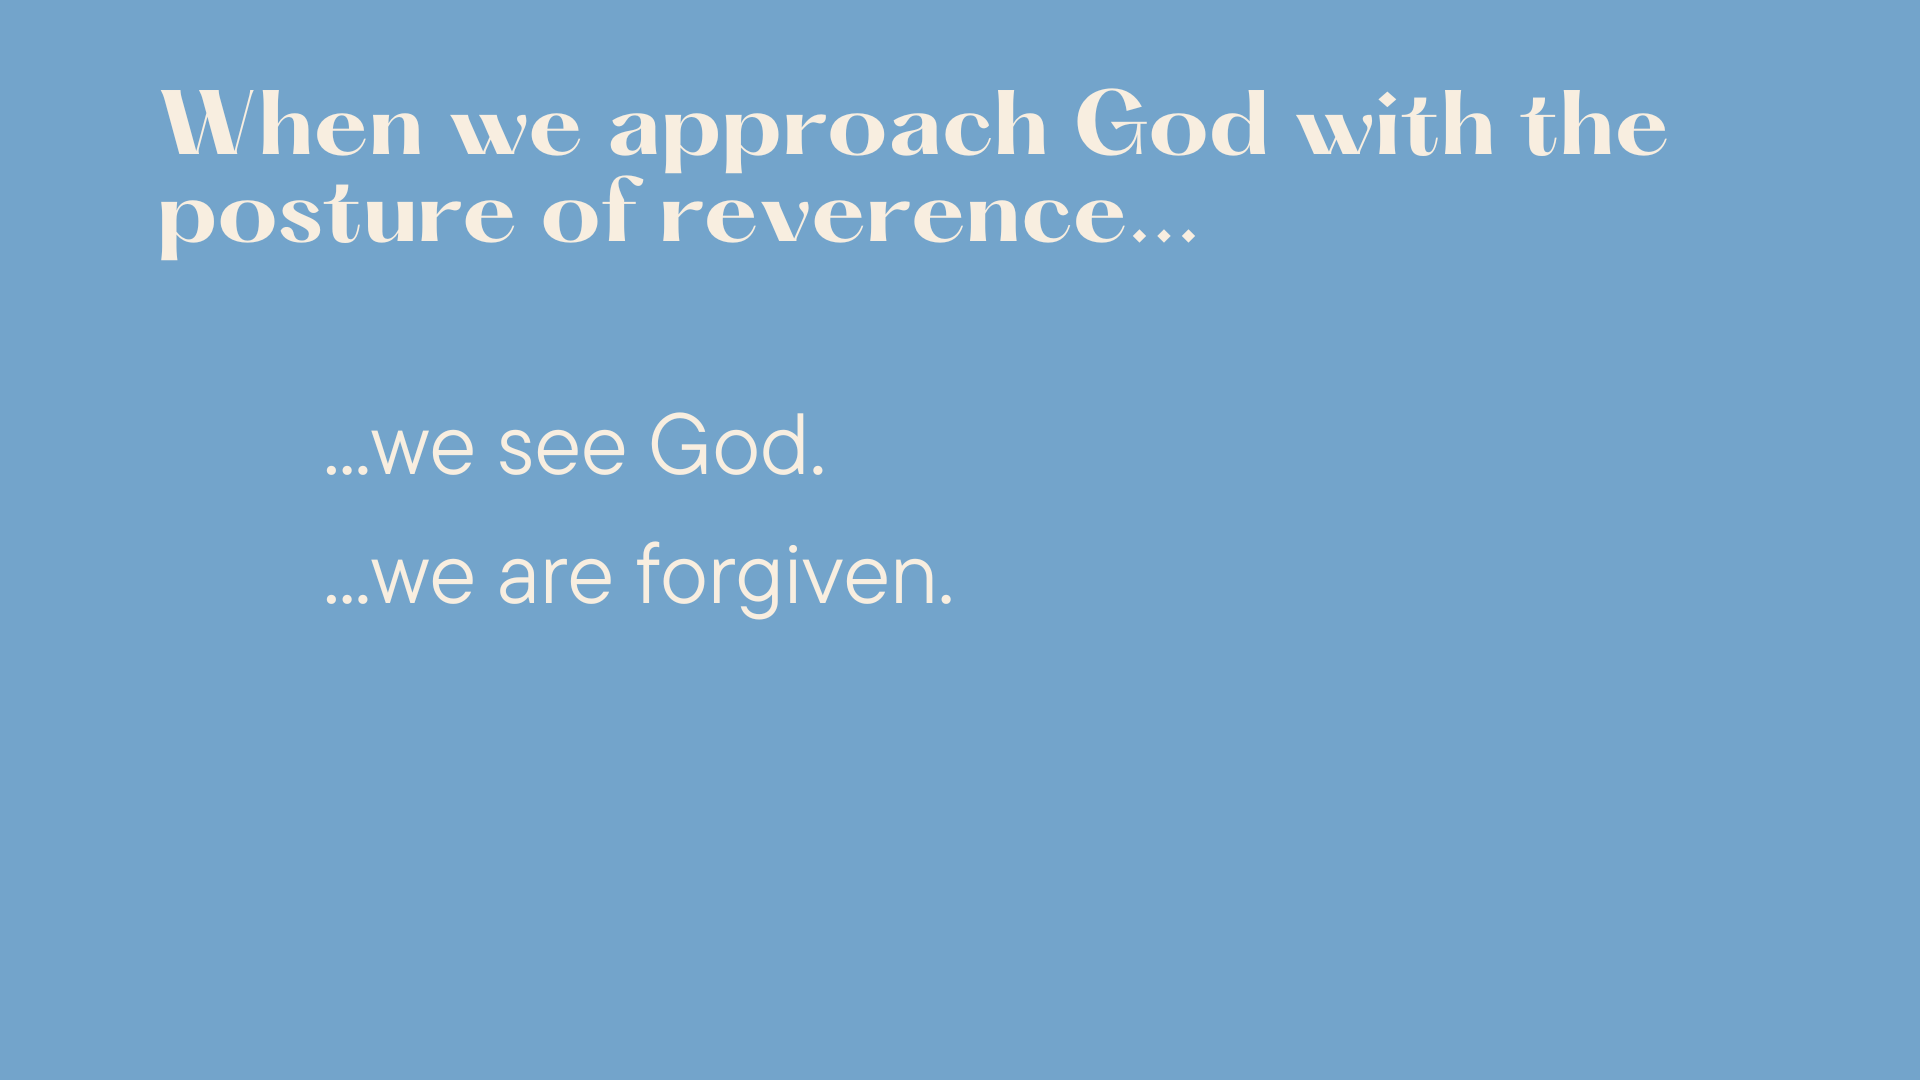 When we approach God with the
posture of reverence...
...we see God.
...we are forgiven.